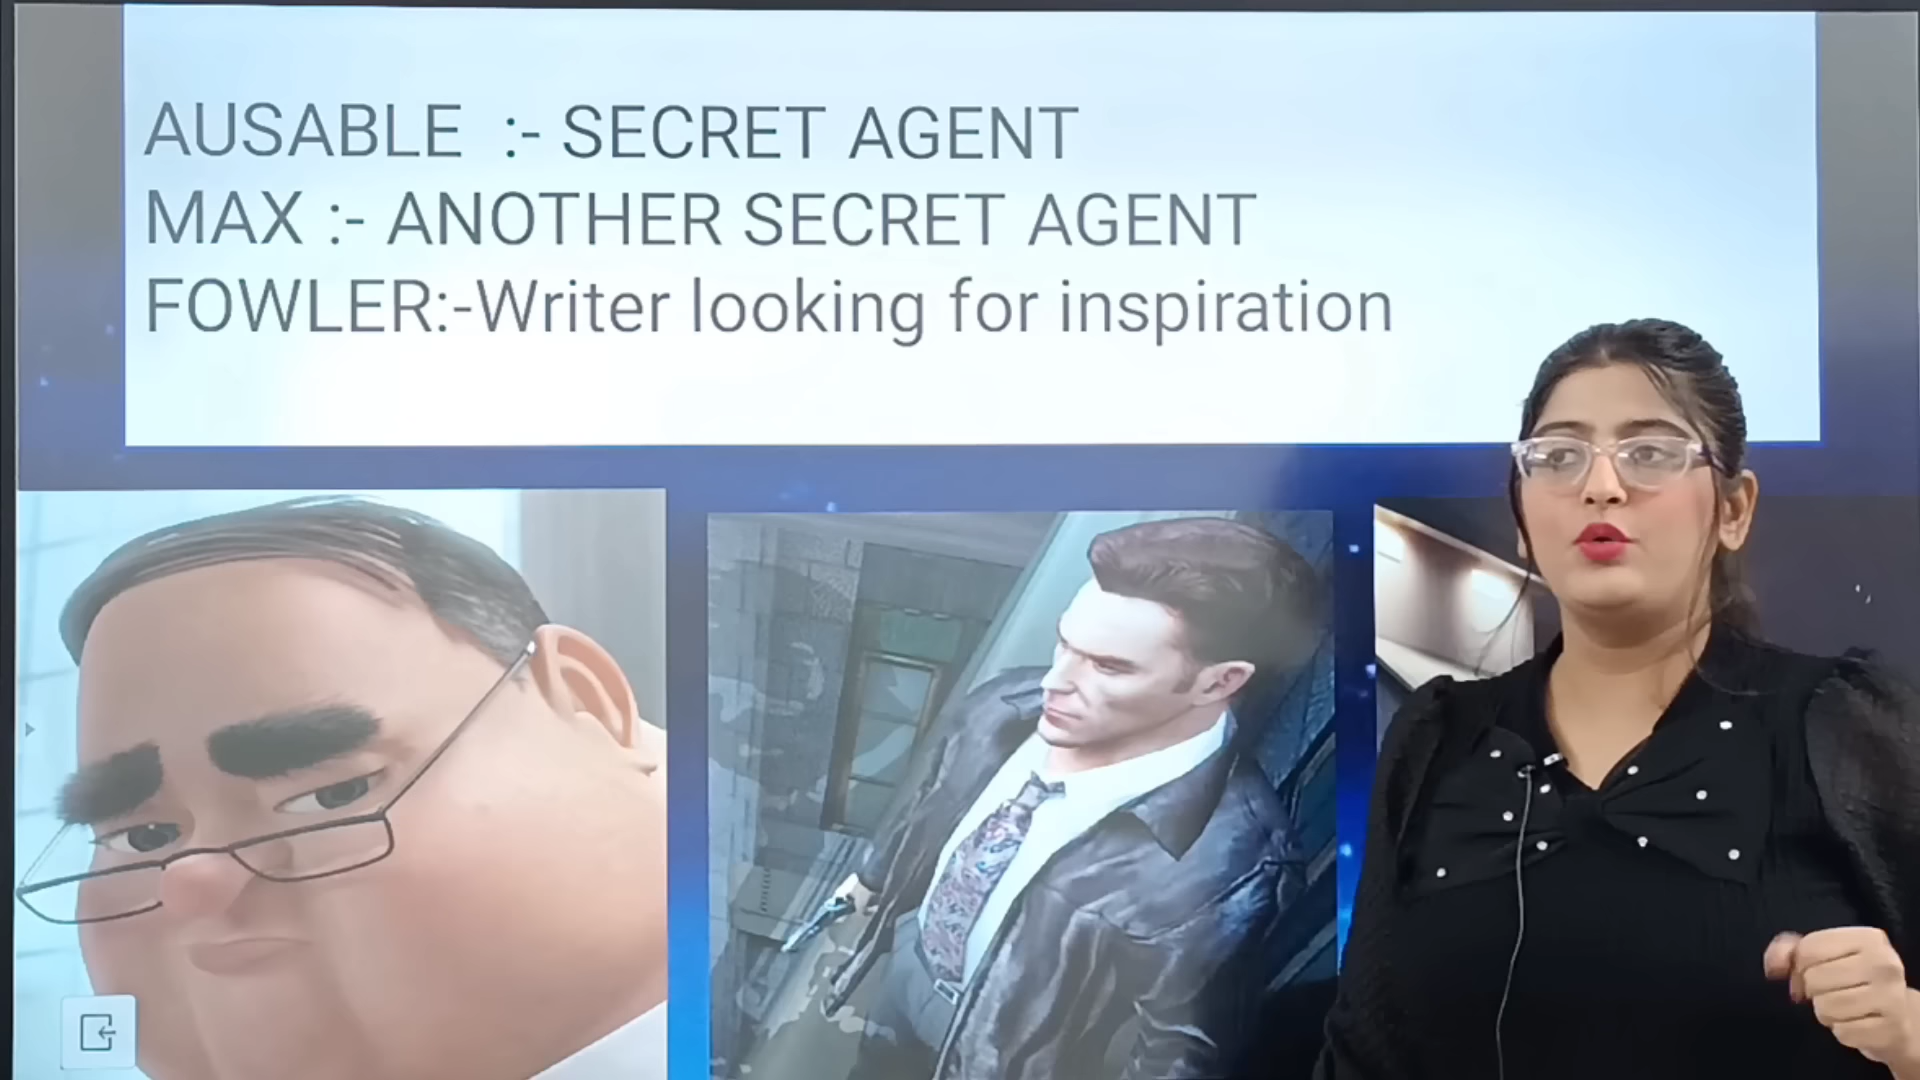 AUSABLE :- SECRET AGENT
MAX :- ANOTHER SECRET AGENT
FOWLER:-Writer looking for inspiration